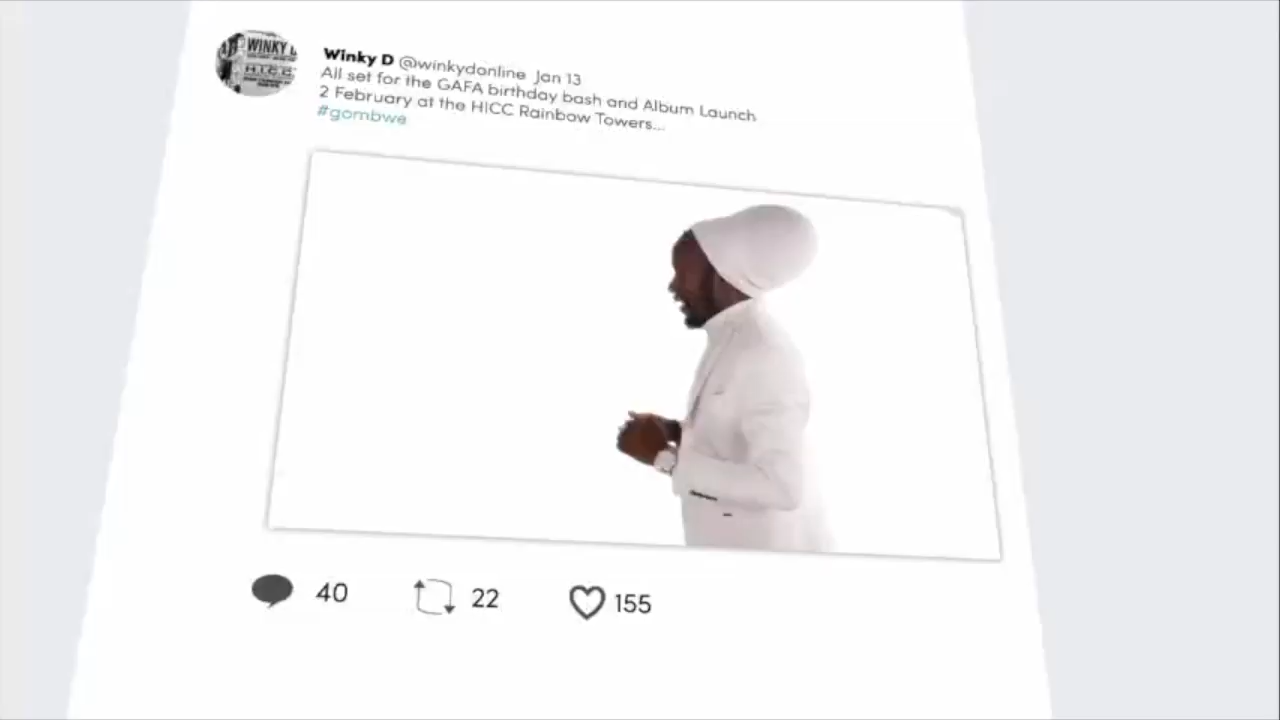 WINKY D
H.I.C.C.
Winky D @winkydonline Jan 13
All set for the GAFA birthday bash and Album Launch
2 February at the HICC Rainbow Towers...
#gombwe
40 22 155